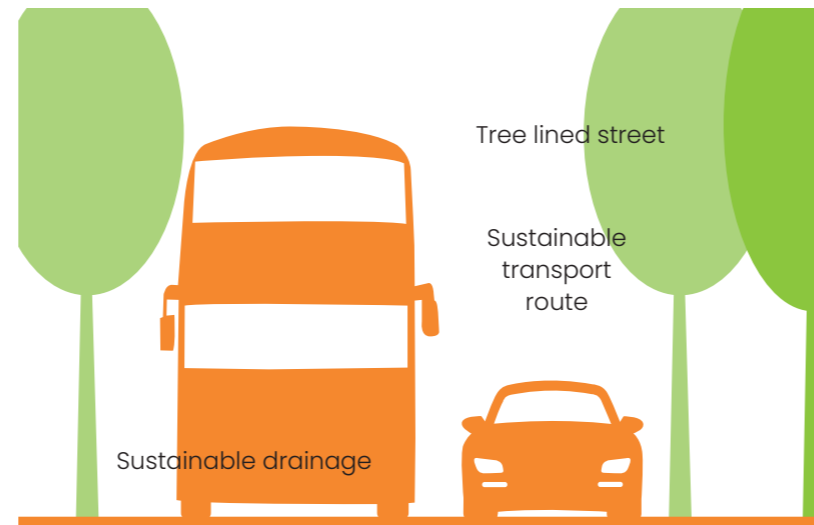 Tree lined street
Sustainable
transport
route
Sustainable drainage